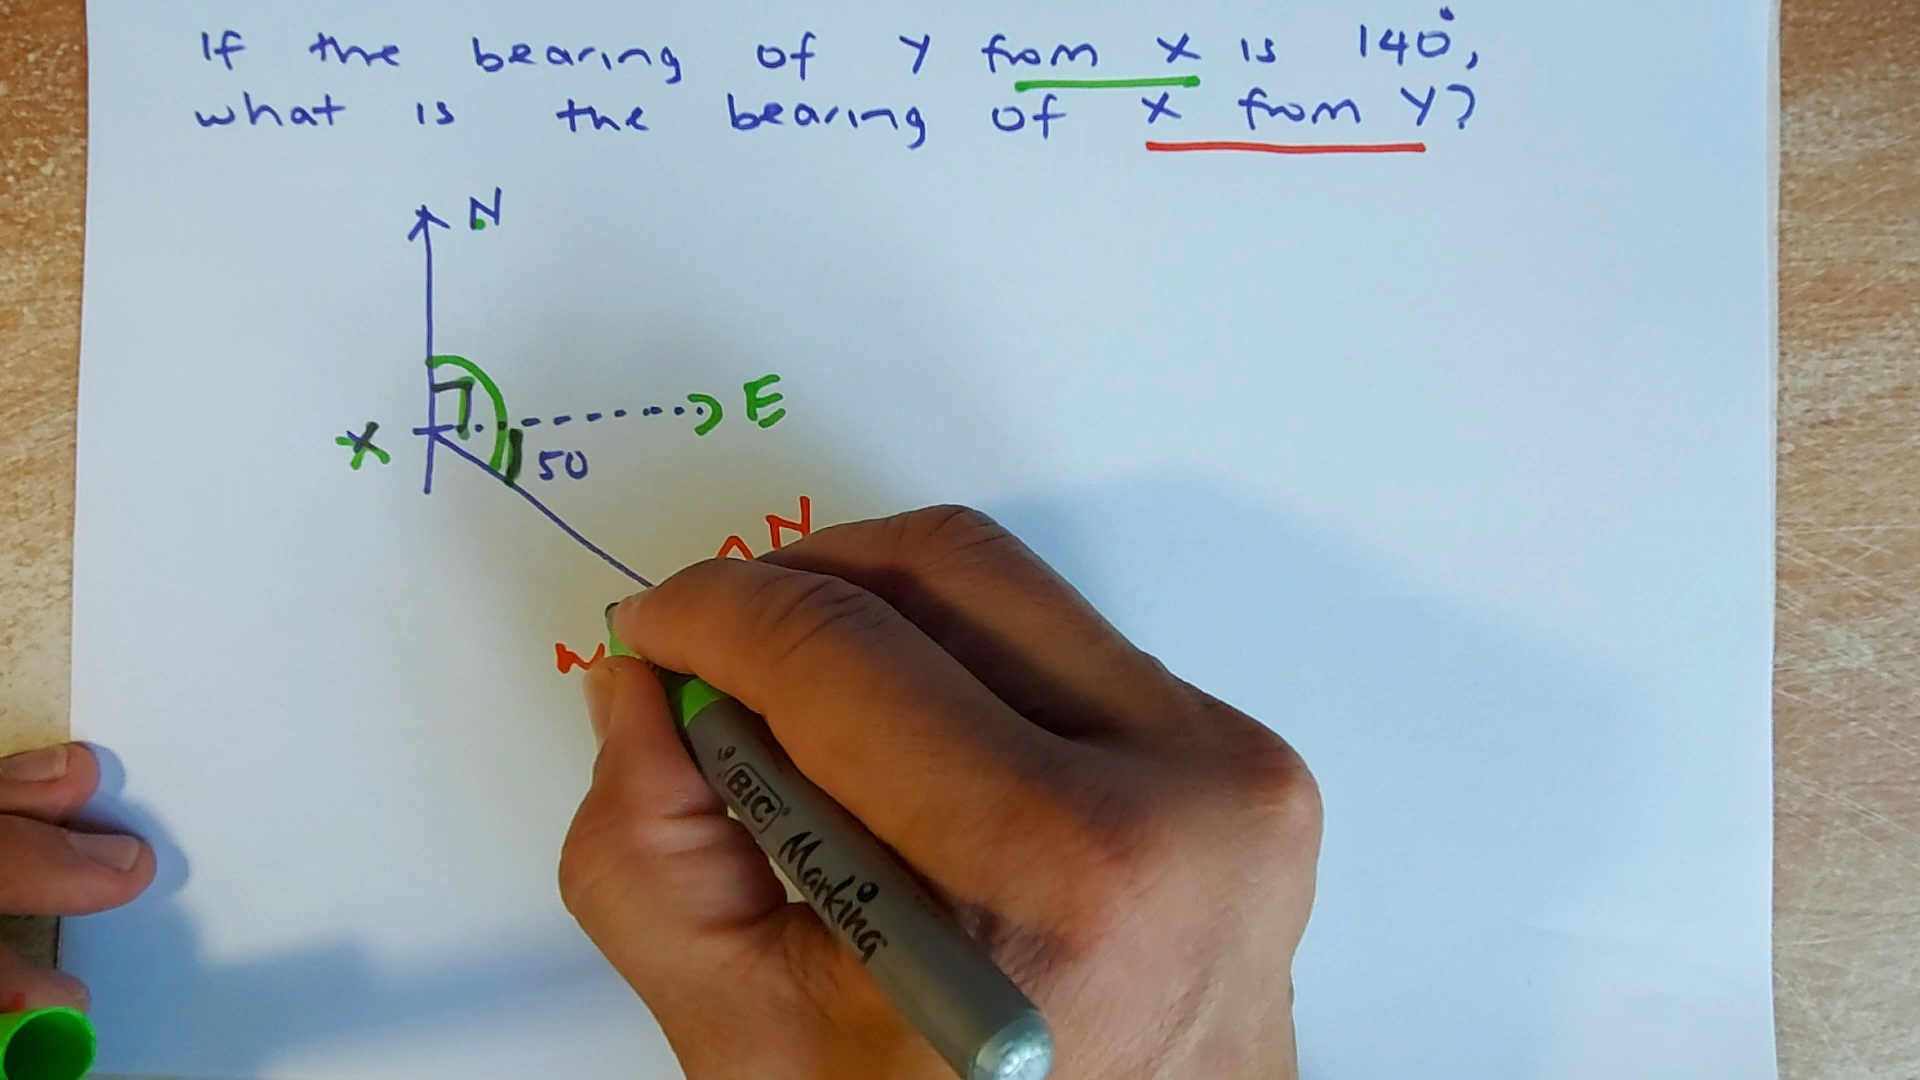 If the bearing of Y from X is 140°,
what is the bearing of X from Y?
N
E
X
50
N
BIC® Marking